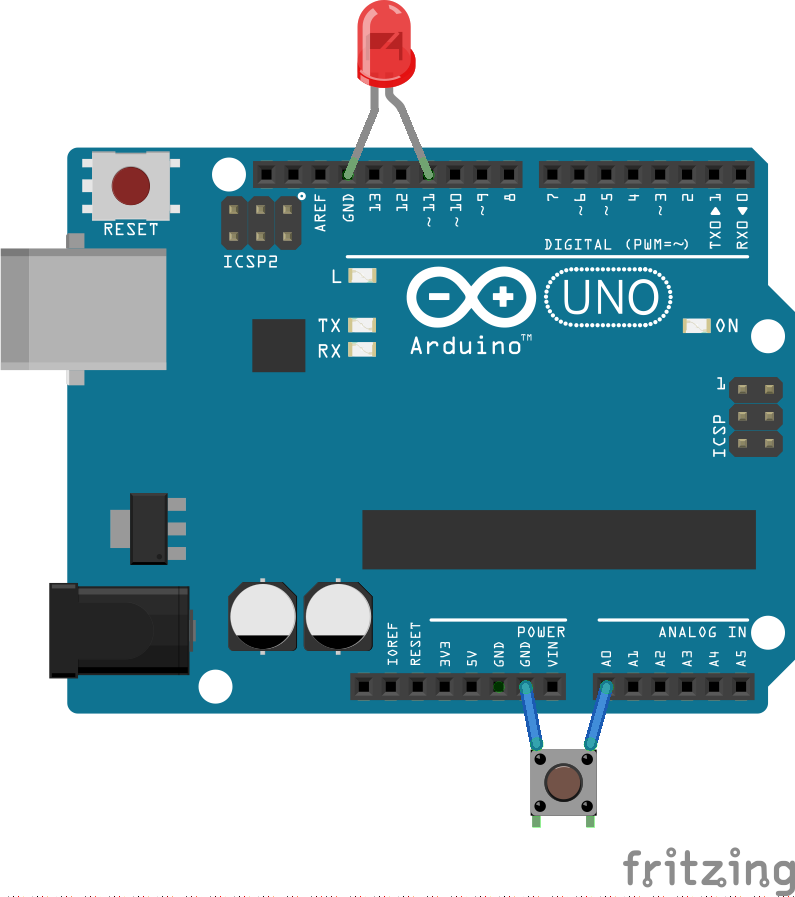 RESET
ICSP2
AREF
GND
13
12
~11
~10
~9
8
7
~6
~5
4
~3
2
TX0▶1
RX0◀0
DIGITAL (PWM=~)
L
TX
RX
UNO
Arduino™
ON
1
ICSP
POWER
ANALOG IN
IOREF
RESET
3V3
5V
GND
GND
VIN
A0
A1
A2
A3
A4
A5
fritzing